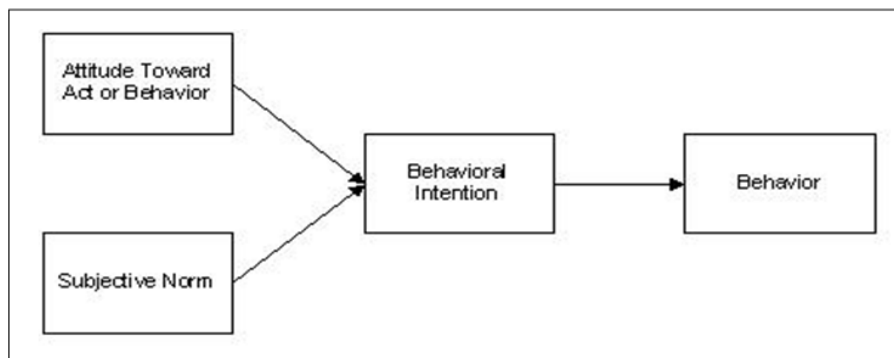 Attitude Toward
Act or Behavior
Behavioral
Intention
Behavior
Subjective Norm